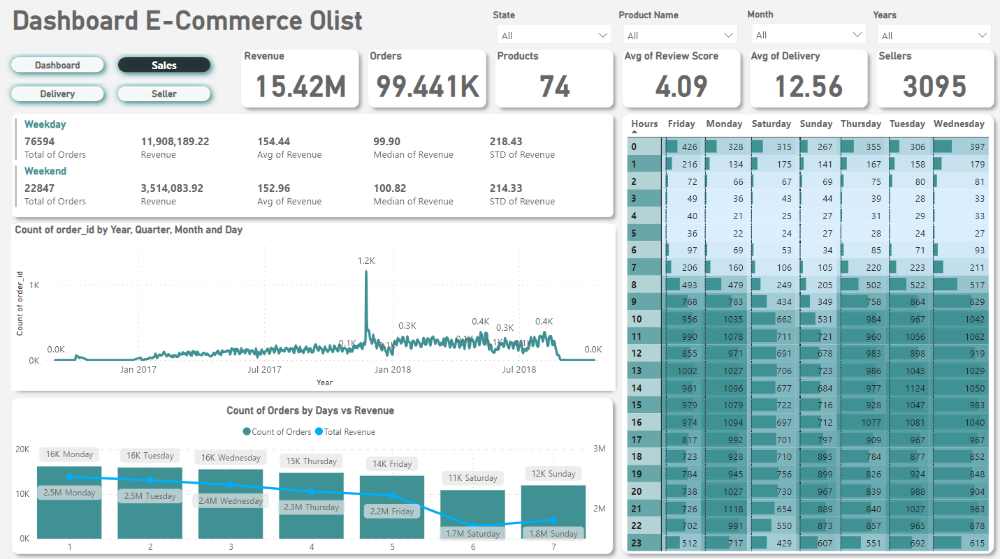 Dashboard E-Commerce Olist
State Product Name Month Years
All All All All
Dashboard Sales
Delivery Seller
Revenue Orders Products Avg of Review Score Avg of Delivery Sellers
15.42M 99.441K 74 4.09 12.56 3095
Weekday
76594 11,908,189.22 154.44 99.90 218.43
Total of Orders Revenue Avg of Revenue Median of Revenue STD of Revenue
Weekend
22847 3,514,083.92 152.96 100.82 214.33
Total of Orders Revenue Avg of Revenue Median of Revenue STD of Revenue
Count of order_id by Year, Quarter, Month and Day
Count of order_id
1K
0K
0.0K 0.1K 1.2K 0.1K 0.3K 0.1K 0.4K 0.1K 0.3K 0.1K 0.4K 0.0K
Jan 2017 Jul 2017 Jan 2018 Jul 2018
Year
Count of Orders by Days vs Revenue
Count of Orders Total Revenue
20K
10K
0K
3M
2M
16K Monday 16K Tuesday 16K Wednesday 15K Thursday 14K Friday 11K Saturday 12K Sunday
2.5M Monday 2.5M Tuesday 2.4M Wednesday 2.3M Thursday 2.2M Friday 1.7M Saturday 1.8M Sunday
1 2 3 4 5 6 7
Hours Friday Monday Saturday Sunday Thursday Tuesday Wednesday
0 426 328 315 267 355 306 397
1 216 134 175 141 167 158 179
2 72 66 67 69 75 80 81
3 49 36 43 44 39 28 33
4 40 21 25 27 31 29 33
5 36 22 24 27 28 24 27
6 97 69 53 34 85 71 93
7 206 160 106 105 220 223 211
8 493 479 249 205 502 522 517
9 768 783 434 349 758 864 829
10 956 1035 662 531 984 967 1042
11 990 1078 711 721 960 1056 1062
12 855 971 691 678 983 898 919
13 1002 1027 706 723 986 1045 1029
14 961 1096 677 684 977 1124 1050
15 979 1079 722 716 928 1047 983
16 974 1094 697 712 1077 1081 1040
17 817 992 701 797 909 967 967
18 723 928 710 895 784 877 852
19 784 945 756 899 826 924 848
20 738 1027 730 967 839 988 904
21 726 1118 654 889 840 1027 963
22 702 991 550 873 857 965 878
23 512 717 429 607 551 692 615